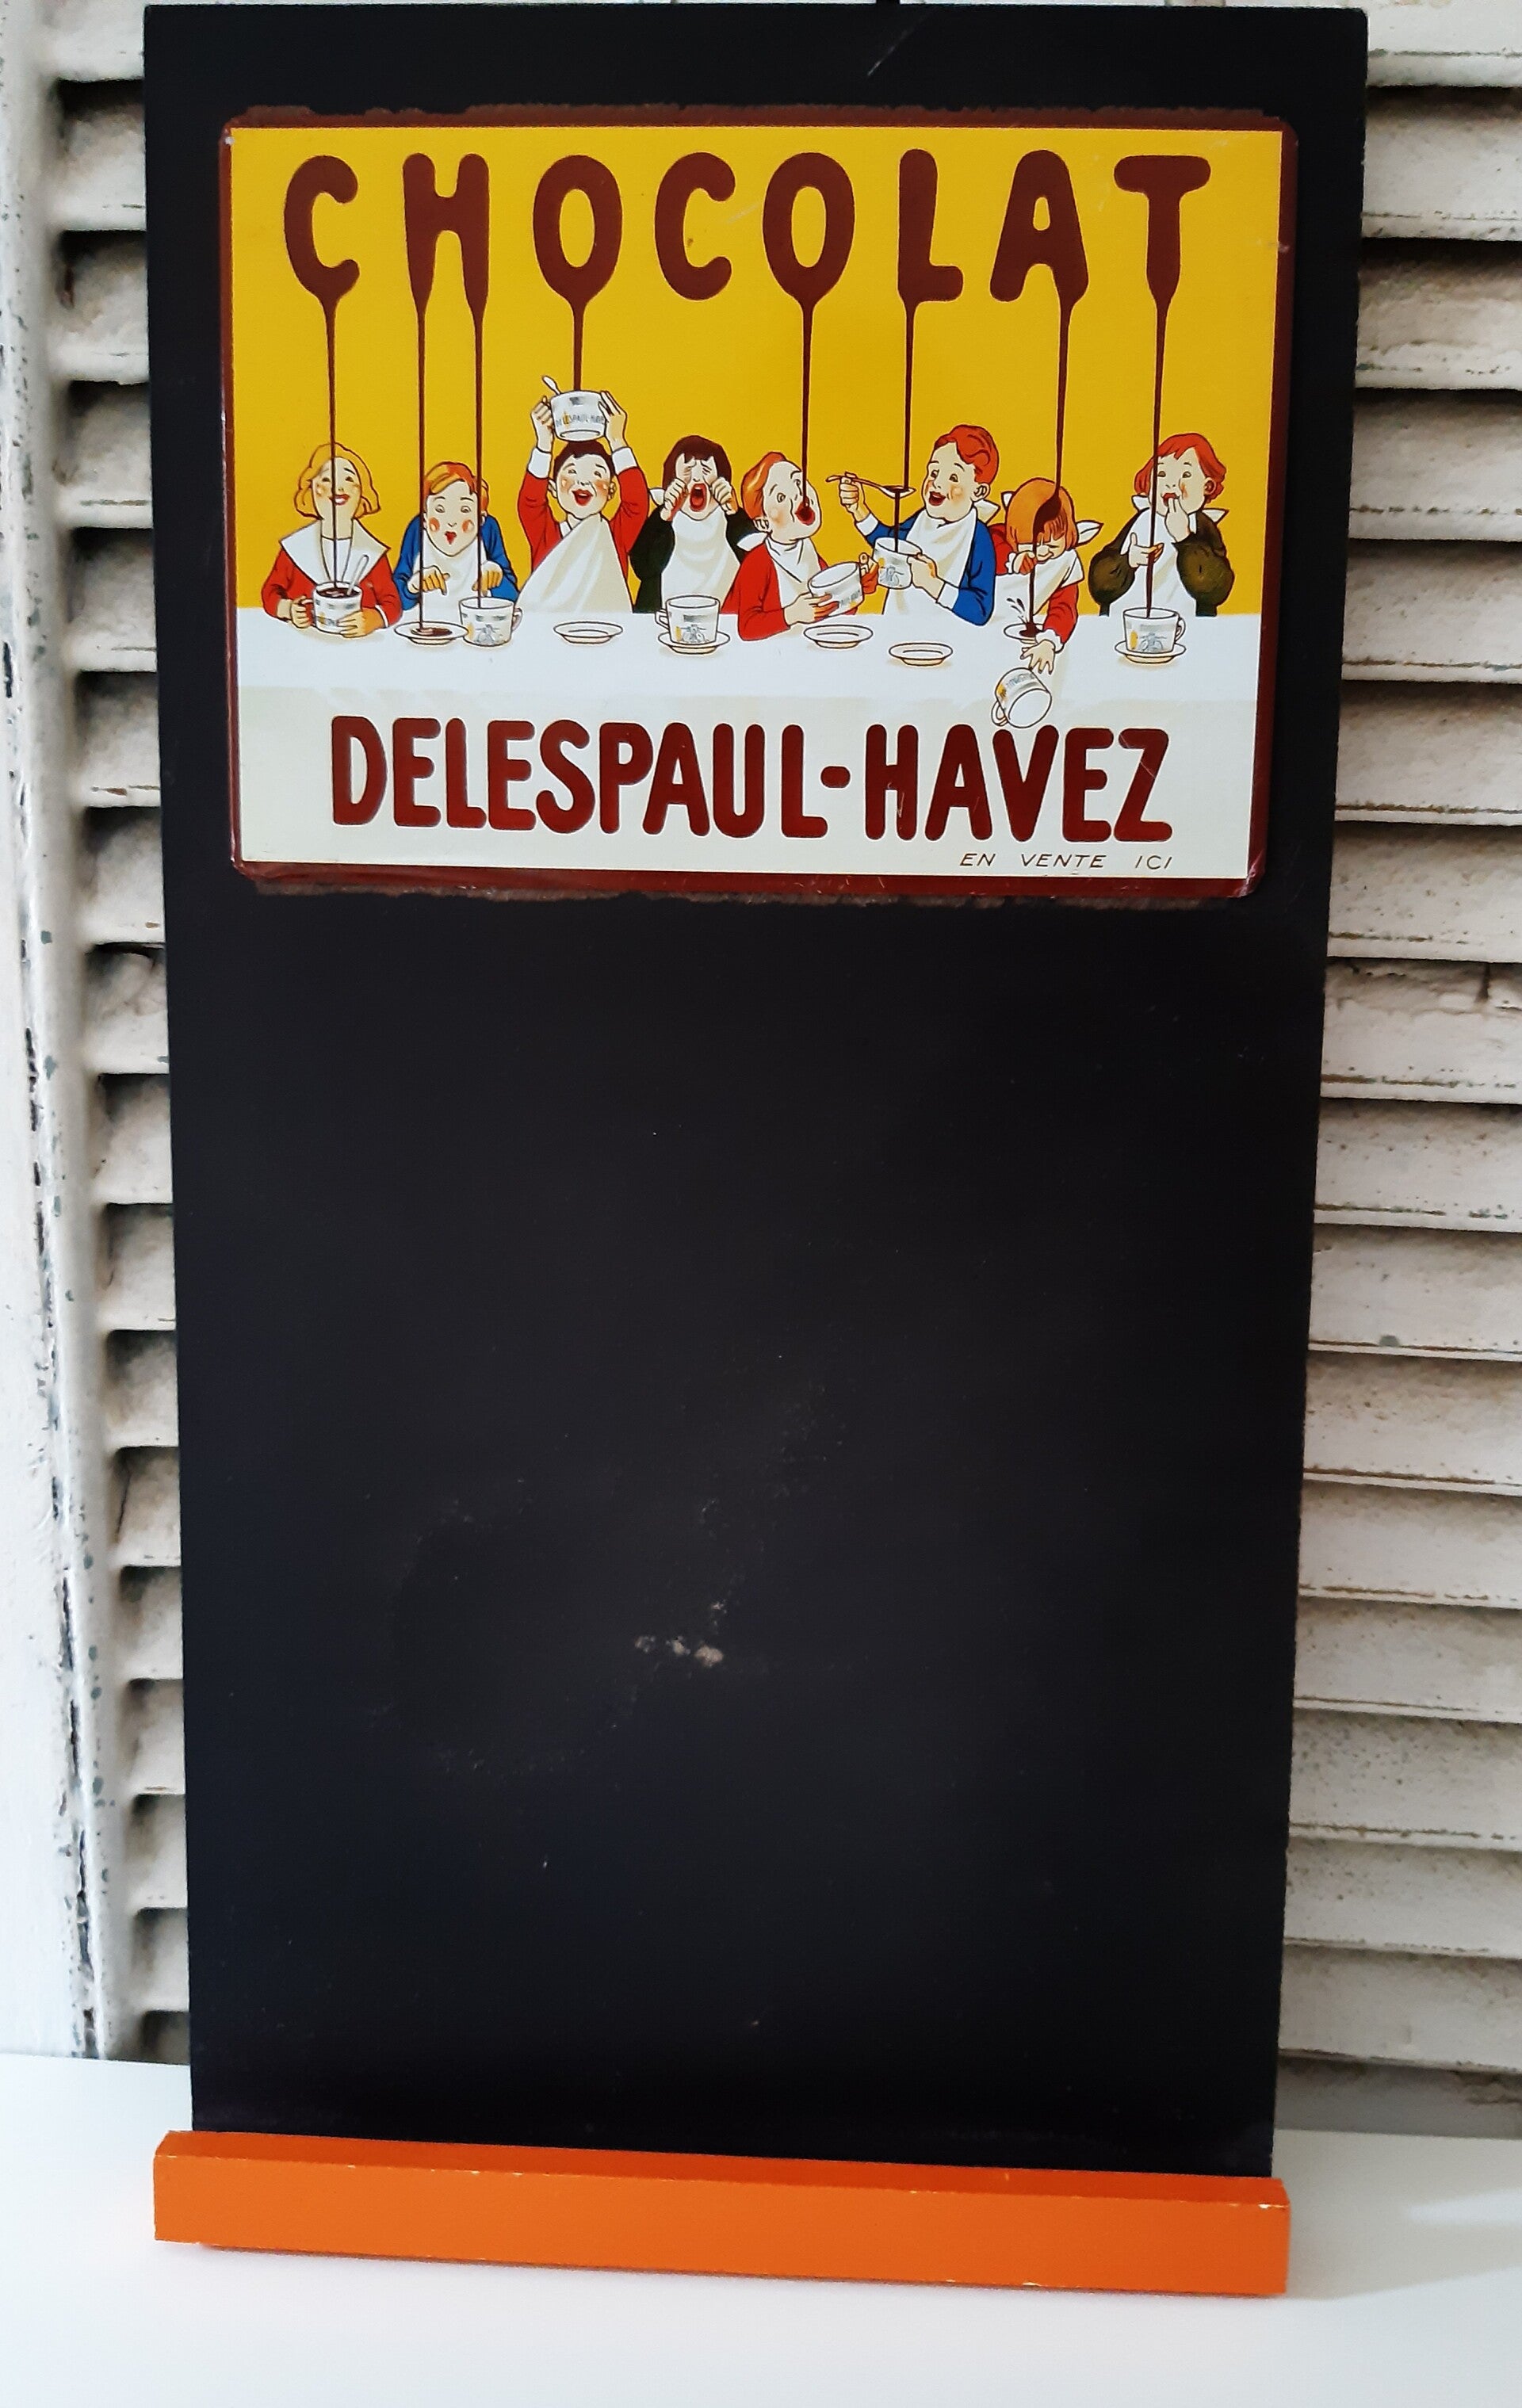 CHOCOLAT
DELESPAUL-HAVEZ
EN VENTE ICI